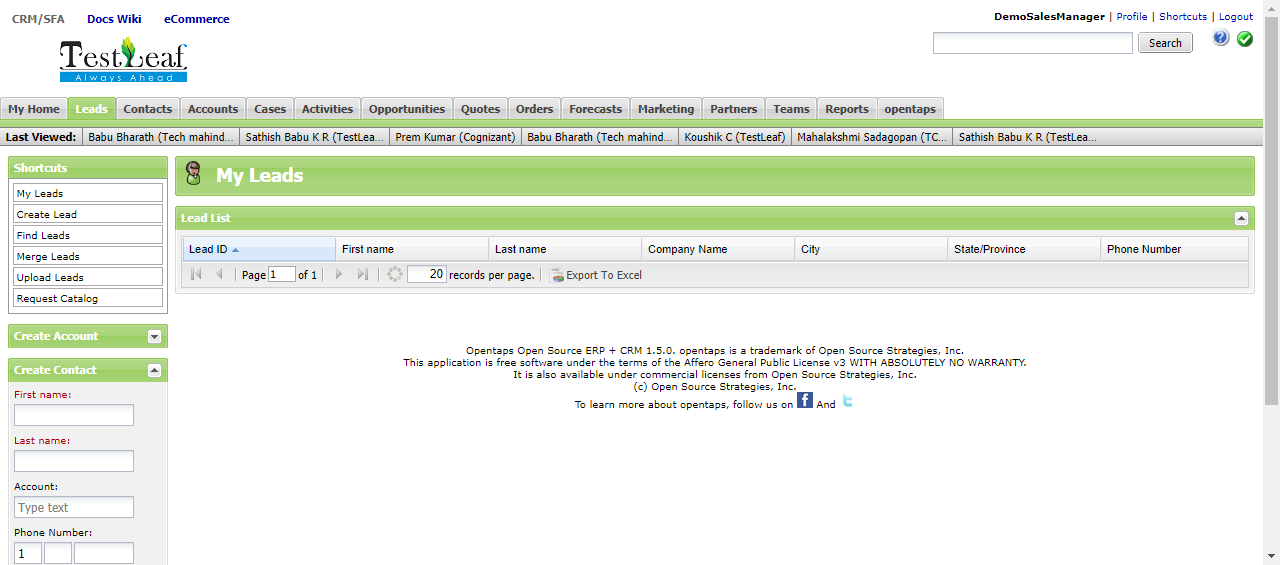 CRM/SFA Docs Wiki eCommerce
DemoSalesManager | Profile | Shortcuts | Logout
TestLeaf
Always Ahead
Search
My Home Leads Contacts Accounts Cases Activities Opportunities Quotes Orders Forecasts Marketing Partners Teams Reports opentaps
Last Viewed: Babu Bharath (Tech mahind... Sathish Babu K R (TestLea... Prem Kumar (Cognizant) Babu Bharath (Tech mahind... Koushik C (TestLeaf) Mahalakshmi Sadagopan (TC... Sathish Babu K R (TestLea...
Shortcuts
My Leads
Create Lead
Find Leads
Merge Leads
Upload Leads
Request Catalog
Create Account
Create Contact
First name:
Last name:
Account:
Type text
Phone Number:
1
My Leads
Lead List
Lead ID First name Last name Company Name City State/Province Phone Number
Page 1 of 1 20 records per page. Export To Excel
Opentaps Open Source ERP + CRM 1.5.0. opentaps is a trademark of Open Source Strategies, Inc.
This application is free software under the terms of the Affero General Public License v3 WITH ABSOLUTELY NO WARRANTY.
It is also available under commercial licenses from Open Source Strategies, Inc.
(c) Open Source Strategies, Inc.
To learn more about opentaps, follow us on f And t